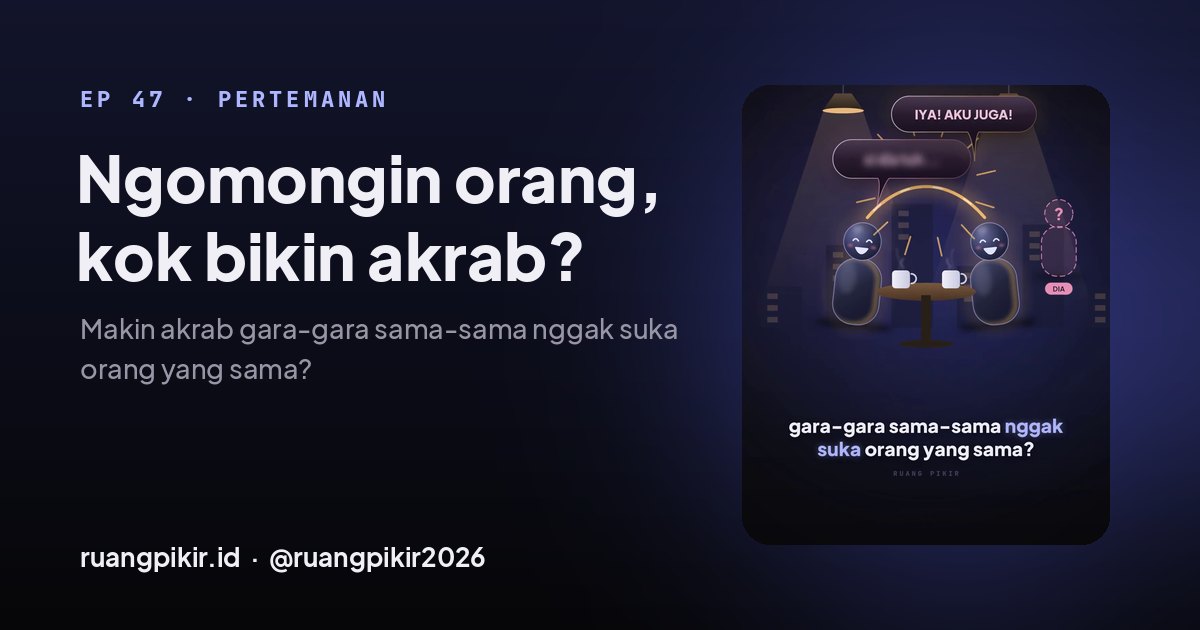 EP 47 · PERTEMANAN
Ngomongin orang,
kok bikin akrab?
Makin akrab gara-gara sama-sama nggak suka
orang yang sama?
ruangpikir.id · @ruangpikir2026
IYA! AKU JUGA!
?
DIA
gara-gara sama-sama nggak
suka orang yang sama?
RUANG PIKIR